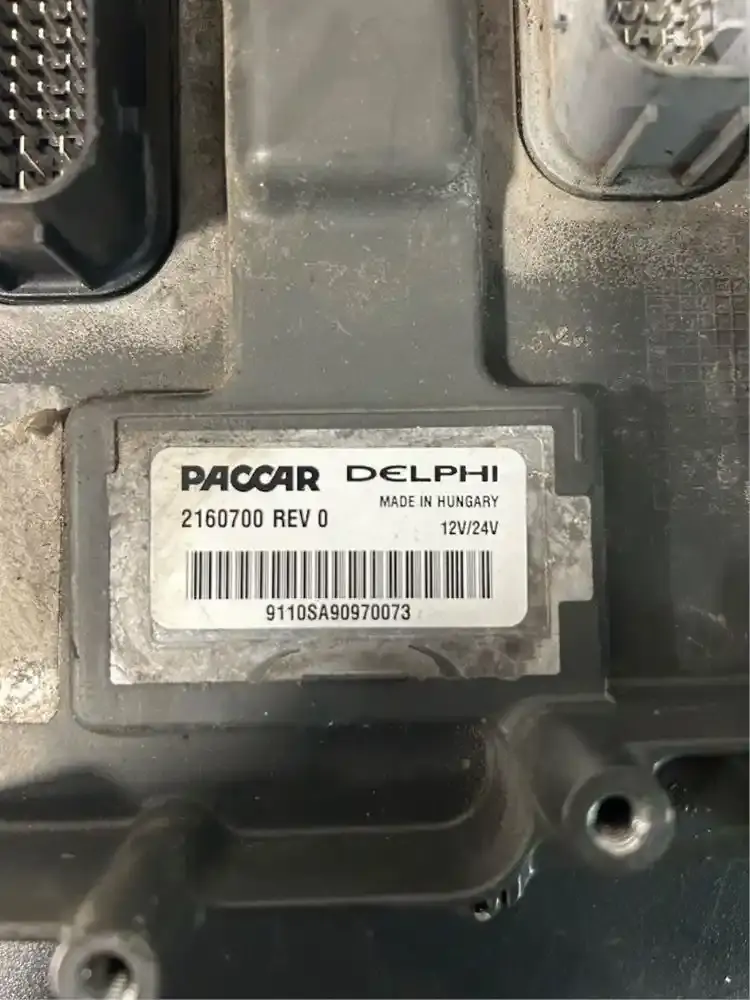 PACCAR DELPHI
MADE IN HUNGARY
2160700 REV 0
12V/24V
9110SA90970073